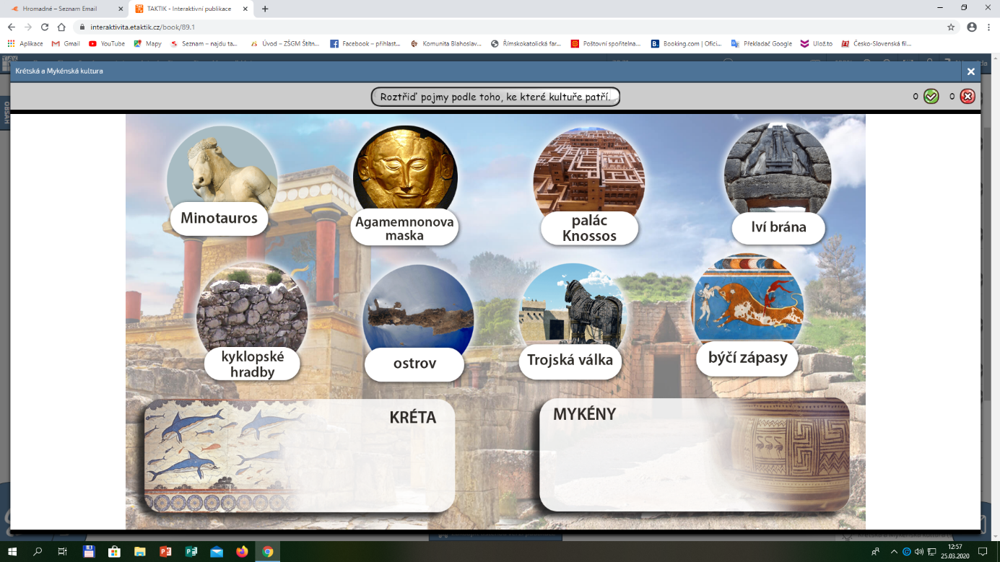 Hromadné – Seznam Email
TAKTIK - Interaktivní publikace
interaktivita.etaktik.cz/book/89.1
Aplikace
Gmail
YouTube
Mapy
Seznam – najdu ta...
Úvod – ZŠGM Štítn...
Facebook – přihlast...
Komunita Blahoslav...
Římskokatolická far...
Poštovní spořitelna...
Booking.com | Ofici...
Překladač Google
Ulož.to
Česko-Slovenská fil...
Krétská a Mykénská kultura
Roztřiď pojmy podle toho, ke které kultuře patří.
0
0
OBSAH
Minotauros
Agamemnonova
maska
palác
Knossos
lví brána
kyklopské
hradby
ostrov
Trojská válka
býčí zápasy
KRÉTA
MYKÉNY
12:57
25.03.2020